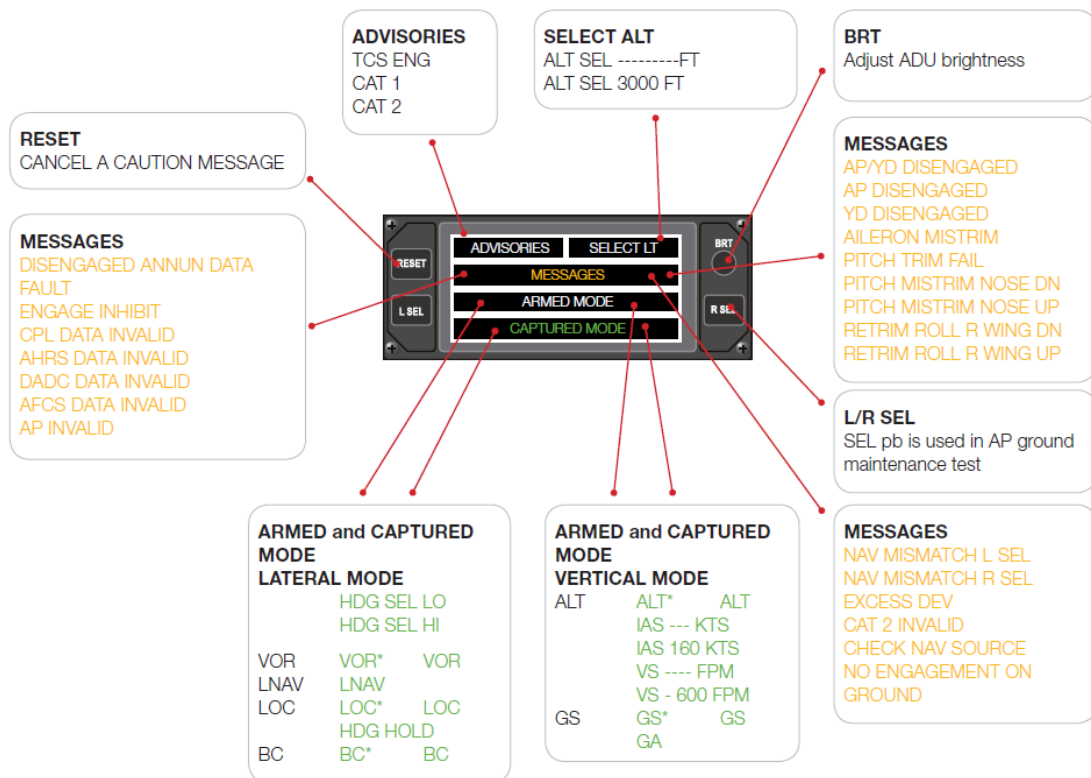 ADVISORIES
TCS ENG
CAT 1
CAT 2
SELECT ALT
ALT SEL ---------FT
ALT SEL 3000 FT
BRT
Adjust ADU brightness
RESET
CANCEL A CAUTION MESSAGE
MESSAGES
DISENGAGED ANNUN DATA
FAULT
ENGAGE INHIBIT
CPL DATA INVALID
AHRS DATA INVALID
DADC DATA INVALID
AFCS DATA INVALID
AP INVALID
RESET
L SEL
ADVISORIES SELECT LT
MESSAGES
ARMED MODE
CAPTURED MODE
BRT
R SEL
MESSAGES
AP/YD DISENGAGED
AP DISENGAGED
YD DISENGAGED
AILERON MISTRIM
PITCH TRIM FAIL
PITCH MISTRIM NOSE DN
PITCH MISTRIM NOSE UP
RETRIM ROLL R WING DN
RETRIM ROLL R WING UP
L/R SEL
SEL pb is used in AP ground
maintenance test
ARMED and CAPTURED
MODE
LATERAL MODE
HDG SEL LO
HDG SEL HI
VOR VOR* VOR
LNAV LNAV
LOC LOC* LOC
HDG HOLD
BC BC* BC
ARMED and CAPTURED
MODE
VERTICAL MODE
ALT ALT* ALT
IAS --- KTS
IAS 160 KTS
VS ---- FPM
VS - 600 FPM
GS GS* GS
GA
MESSAGES
NAV MISMATCH L SEL
NAV MISMATCH R SEL
EXCESS DEV
CAT 2 INVALID
CHECK NAV SOURCE
NO ENGAGEMENT ON
GROUND